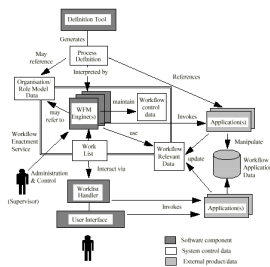 Definition Tool
Generates
May
reference
Process
Definition
Organisation/
Role Model
Data
References
Interpreted by
May
refer to
WFM
Engine(s)
maintain
Workflow
control data
Invokes
Application(s)
Workflow
Enactment
Service
use
Manipulate
Work
List
Workflow
Relevant Data
update
Workflow
Application
Data
Administration
& Control
Interact via
(Supervisor)
Worklist
Handler
Invokes
Application(s)
User Interface
Software component
System control data
External product/data